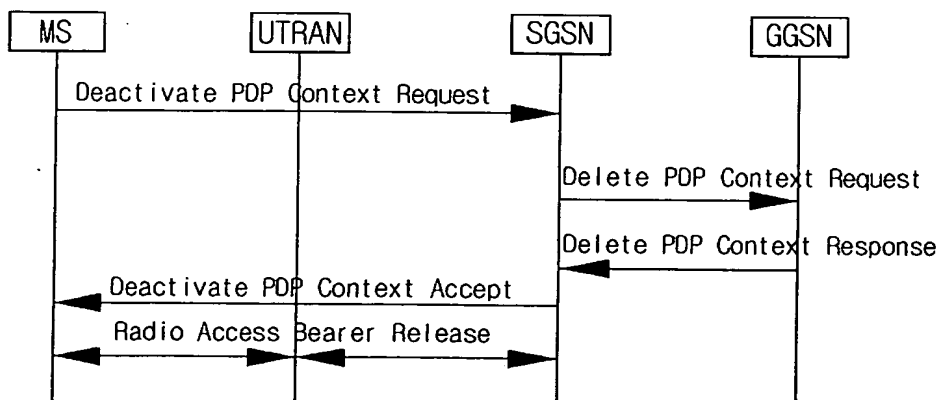 MS UTRAN SGSN GGSN
Deactivate PDP Context Request
Delete PDP Context Request
Delete PDP Context Response
Deactivate PDP Context Accept
Radio Access Bearer Release